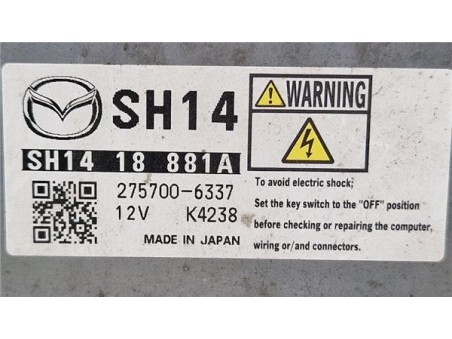 SH14
SH14 18 881A
275700-6337
12V K4238
MADE IN JAPAN
WARNING
To avoid electric shock;
Set the key switch to the "OFF" position
before checking or repairing the computer,
wiring or/and connectors.